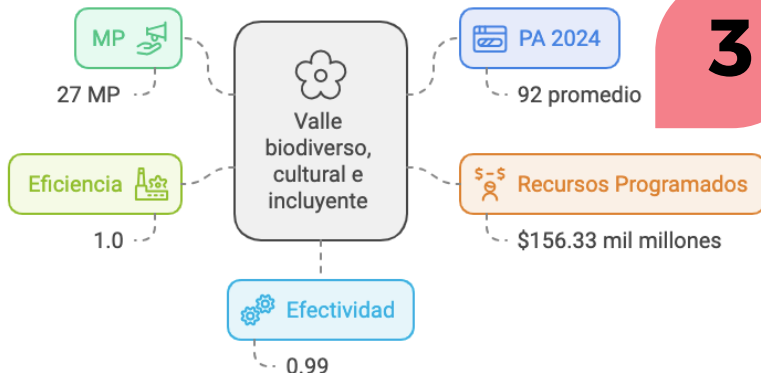 MP
27 MP
Eficiencia
1.0
Valle
biodiverso,
cultural e
incluyente
Efectividad
0.99
PA 2024
92 promedio
$-$
Recursos Programados
$156.33 mil millones
3